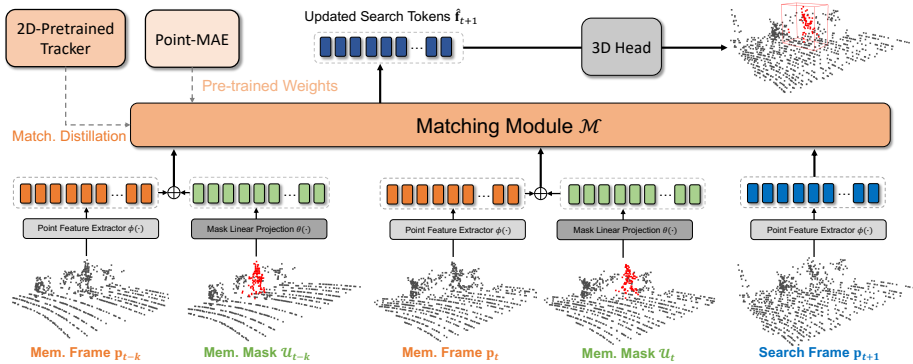 2D-Pretrained
Tracker
Point-MAE
Updated Search Tokens f̂ₜ₊₁
3D Head
Pre-trained Weights
Match. Distillation
Matching Module ℳ
Point Feature Extractor ϕ(·)
Mask Linear Projection θ(·)
Point Feature Extractor ϕ(·)
Mask Linear Projection θ(·)
Point Feature Extractor ϕ(·)
Mem. Frame pₜ₋ₖ
Mem. Mask 𝒰ₜ₋ₖ
Mem. Frame pₜ
Mem. Mask 𝒰ₜ
Search Frame pₜ₊₁